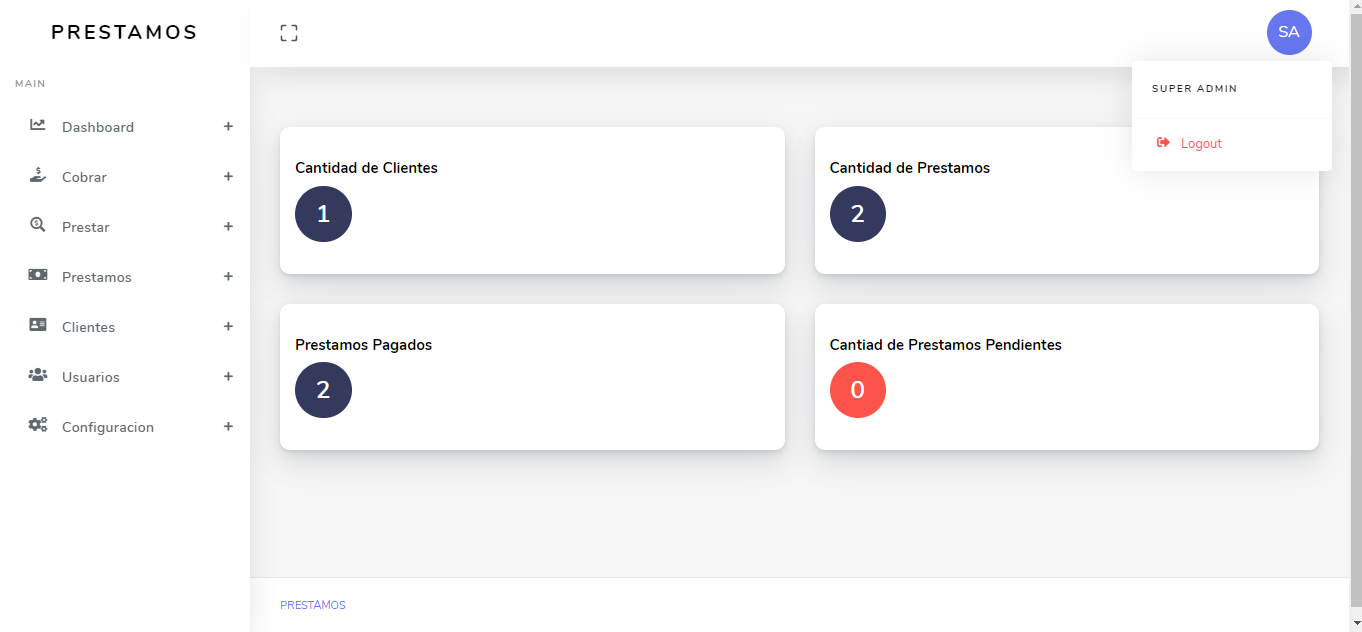 PRESTAMOS
SA
MAIN
SUPER ADMIN
Logout
Dashboard +
Cobrar +
Prestar +
Prestamos +
Clientes +
Usuarios +
Configuracion +
Cantidad de Clientes
1
Cantidad de Prestamos
2
Prestamos Pagados
2
Cantiad de Prestamos Pendientes
0
PRESTAMOS